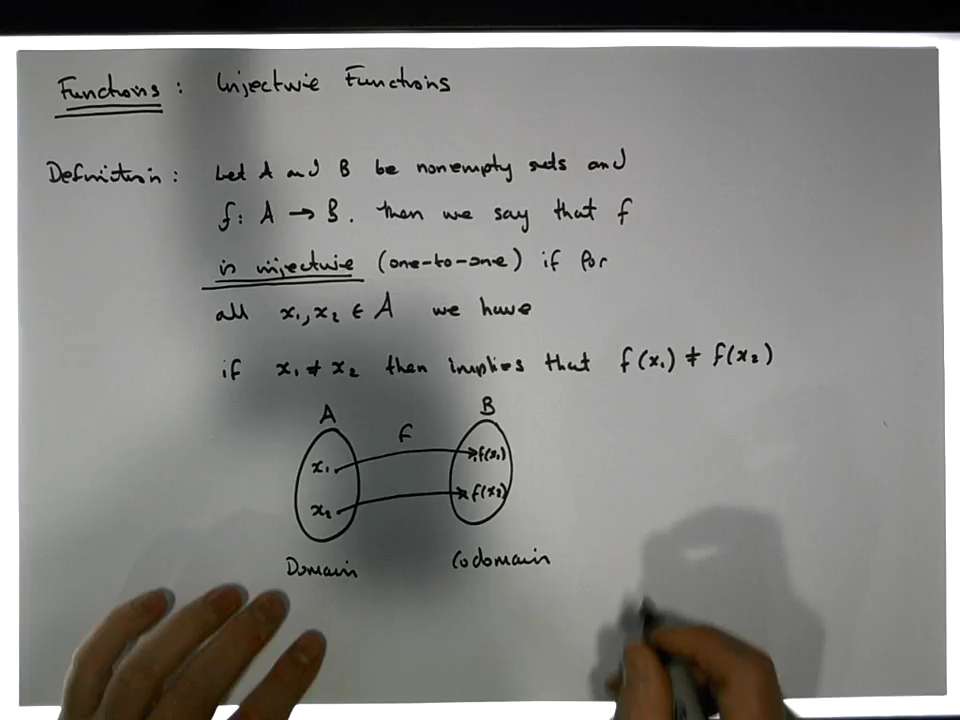 Functions : Injective Functions
Definition : Let A and B be nonempty sets and
f: A → B. Then we say that f
is injective (one-to-one) if for
all x₁, x₂ ∈ A we have
if x₁ ≠ x₂ then implies that f(x₁) ≠ f(x₂)
A B
f
x₁ f(x₁)
x₂ f(x₂)
Domain Codomain